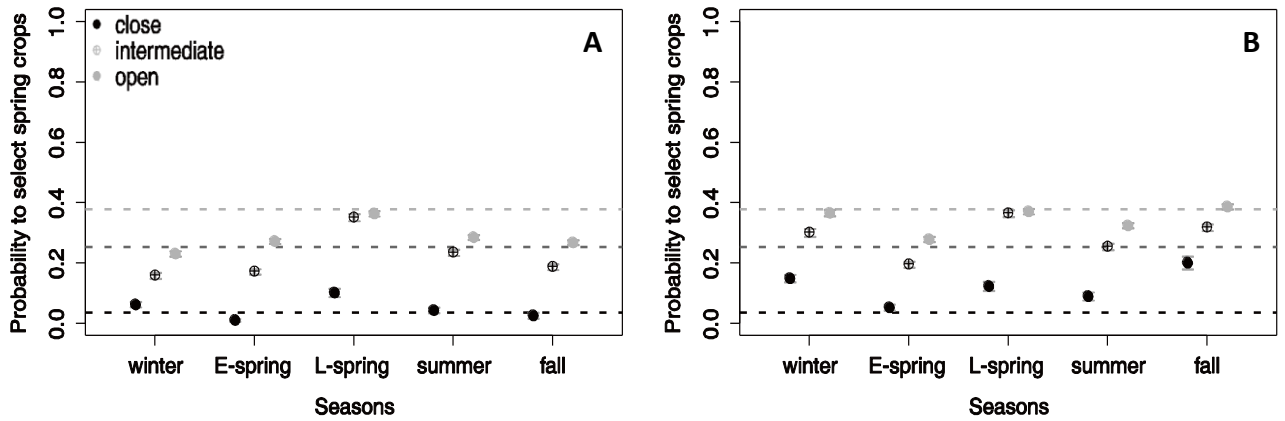 A
close
intermediate
open
Probability to select spring crops
1.0
0.8
0.6
0.4
0.2
0.0
winter E-spring L-spring summer fall
Seasons
B
Probability to select spring crops
1.0
0.8
0.6
0.4
0.2
0.0
winter E-spring L-spring summer fall
Seasons